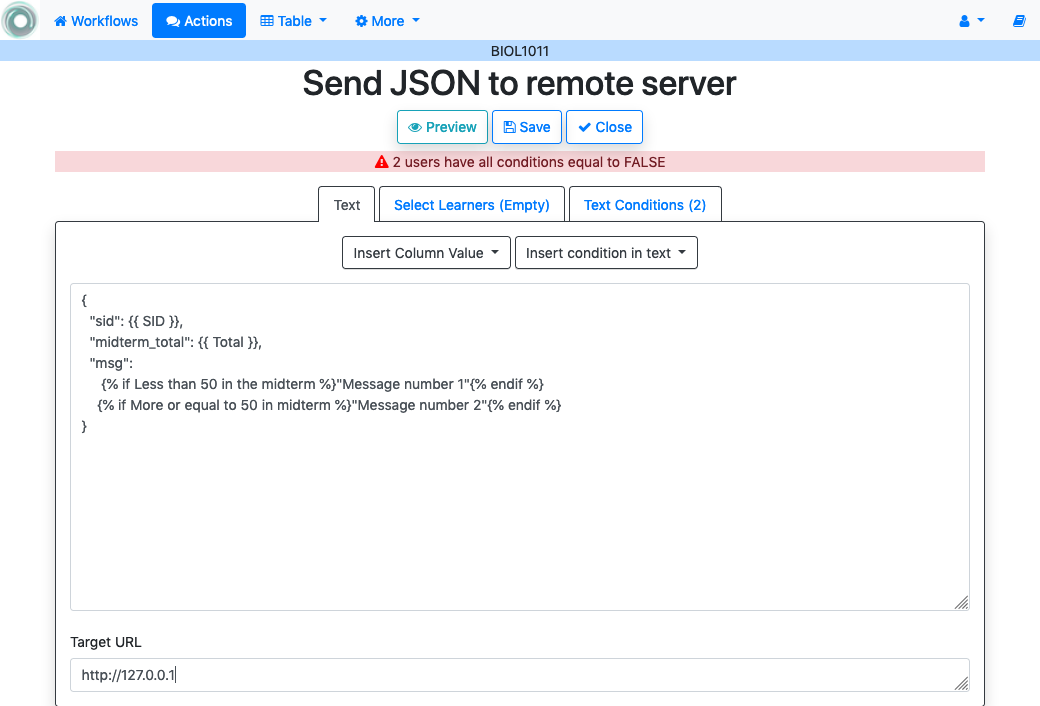 Workflows Actions Table More
BIOL1011
Send JSON to remote server
Preview Save Close
2 users have all conditions equal to FALSE
Text Select Learners (Empty) Text Conditions (2)
Insert Column Value Insert condition in text
{
"sid": {{ SID }},
"midterm_total": {{ Total }},
"msg":
{% if Less than 50 in the midterm %}"Message number 1"{% endif %}
{% if More or equal to 50 in midterm %}"Message number 2"{% endif %}
}
Target URL
http://127.0.0.1